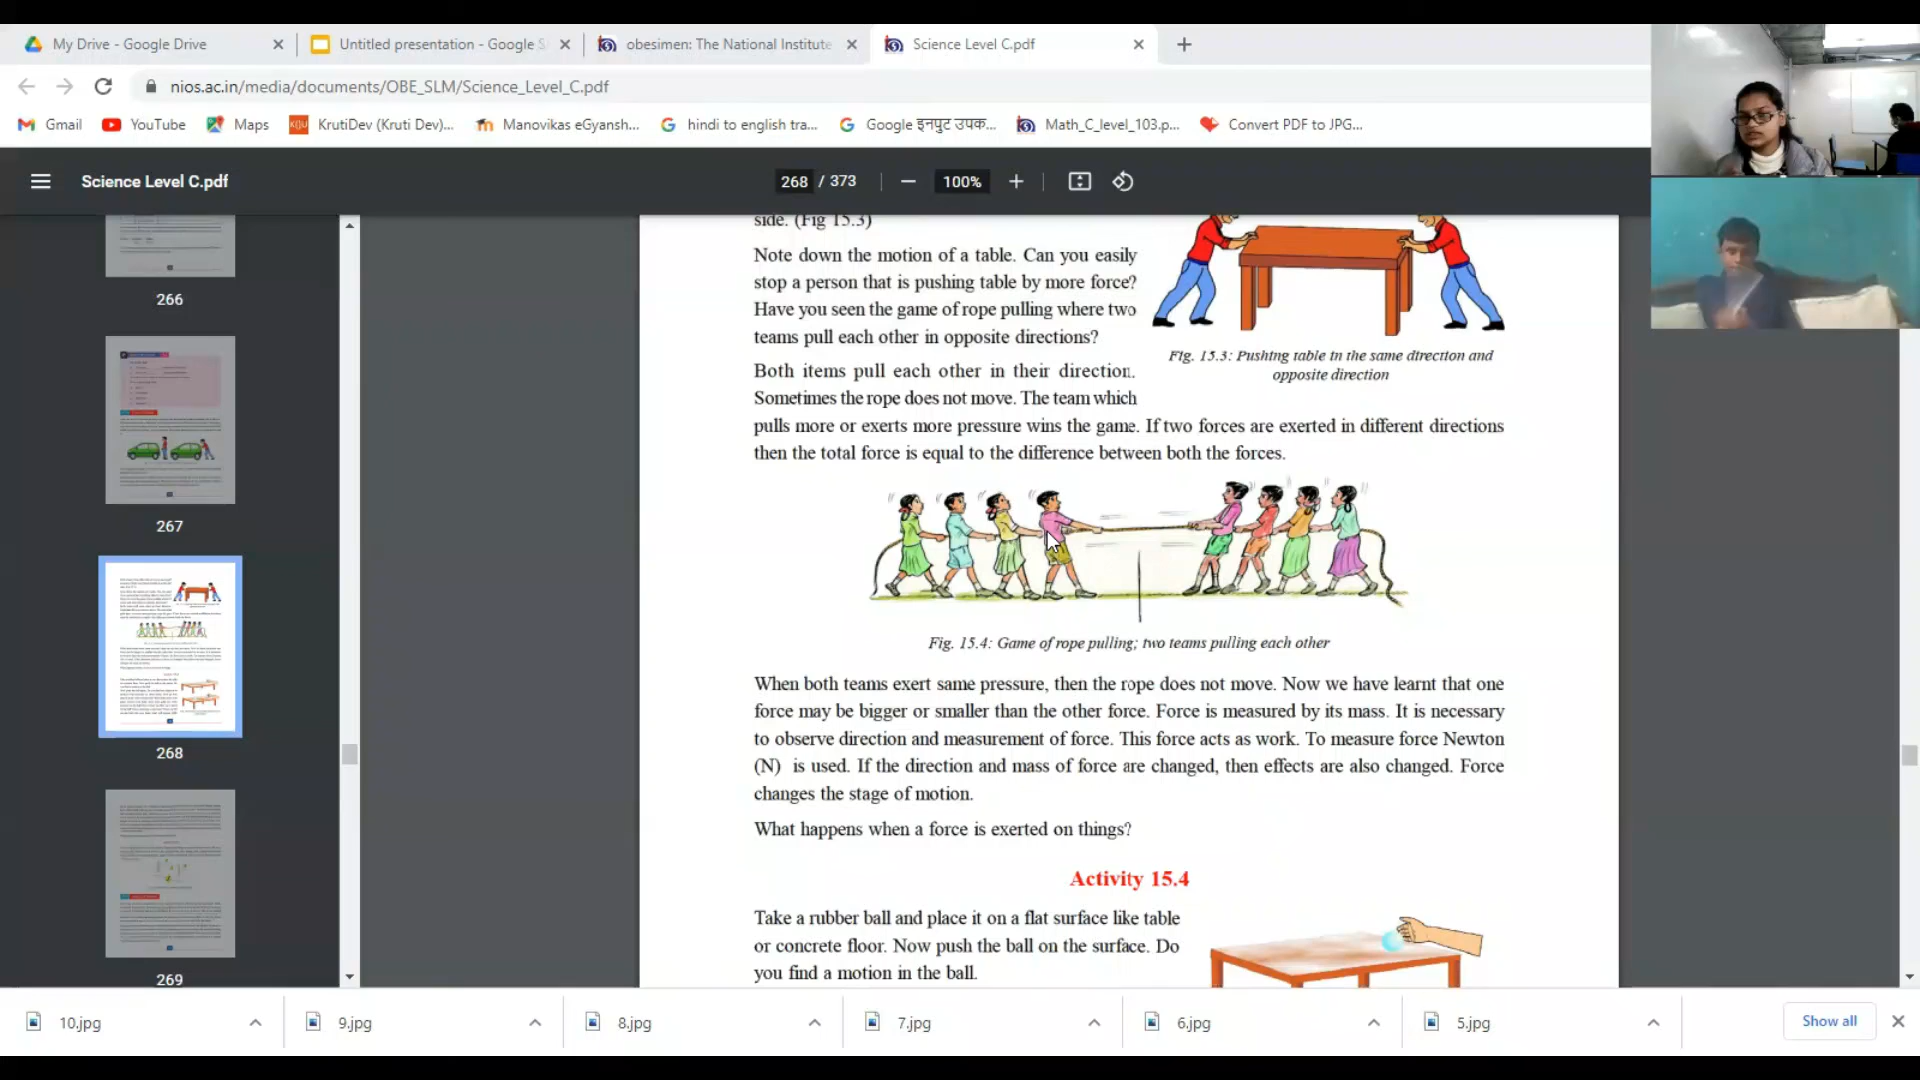 My Drive - Google Drive
Untitled presentation - Google S
obesimen: The National Institute
Science Level C.pdf
nios.ac.in/media/documents/OBE_SLM/Science_Level_C.pdf
Gmail
YouTube
Maps
KrutiDev (Kruti Dev)...
Manovikas eGyansh...
hindi to english tra...
Google इनपुट उपक...
Math_C_level_103.p...
Convert PDF to JPG...
Science Level C.pdf
268 / 373
100%
266
267
268
269
side. (Fig 15.3)
Note down the motion of a table. Can you easily
stop a person that is pushing table by more force?
Have you seen the game of rope pulling where two
teams pull each other in opposite directions?
Fig. 15.3: Pushing table in the same direction and
opposite direction
Both items pull each other in their direction.
Sometimes the rope does not move. The team which
pulls more or exerts more pressure wins the game. If two forces are exerted in different directions
then the total force is equal to the difference between both the forces.
Fig. 15.4: Game of rope pulling; two teams pulling each other
When both teams exert same pressure, then the rope does not move. Now we have learnt that one
force may be bigger or smaller than the other force. Force is measured by its mass. It is necessary
to observe direction and measurement of force. This force acts as work. To measure force Newton
(N) is used. If the direction and mass of force are changed, then effects are also changed. Force
changes the stage of motion.
What happens when a force is exerted on things?
Activity 15.4
Take a rubber ball and place it on a flat surface like table
or concrete floor. Now push the ball on the surface. Do
you find a motion in the ball.
10.jpg
9.jpg
8.jpg
7.jpg
6.jpg
5.jpg
Show all